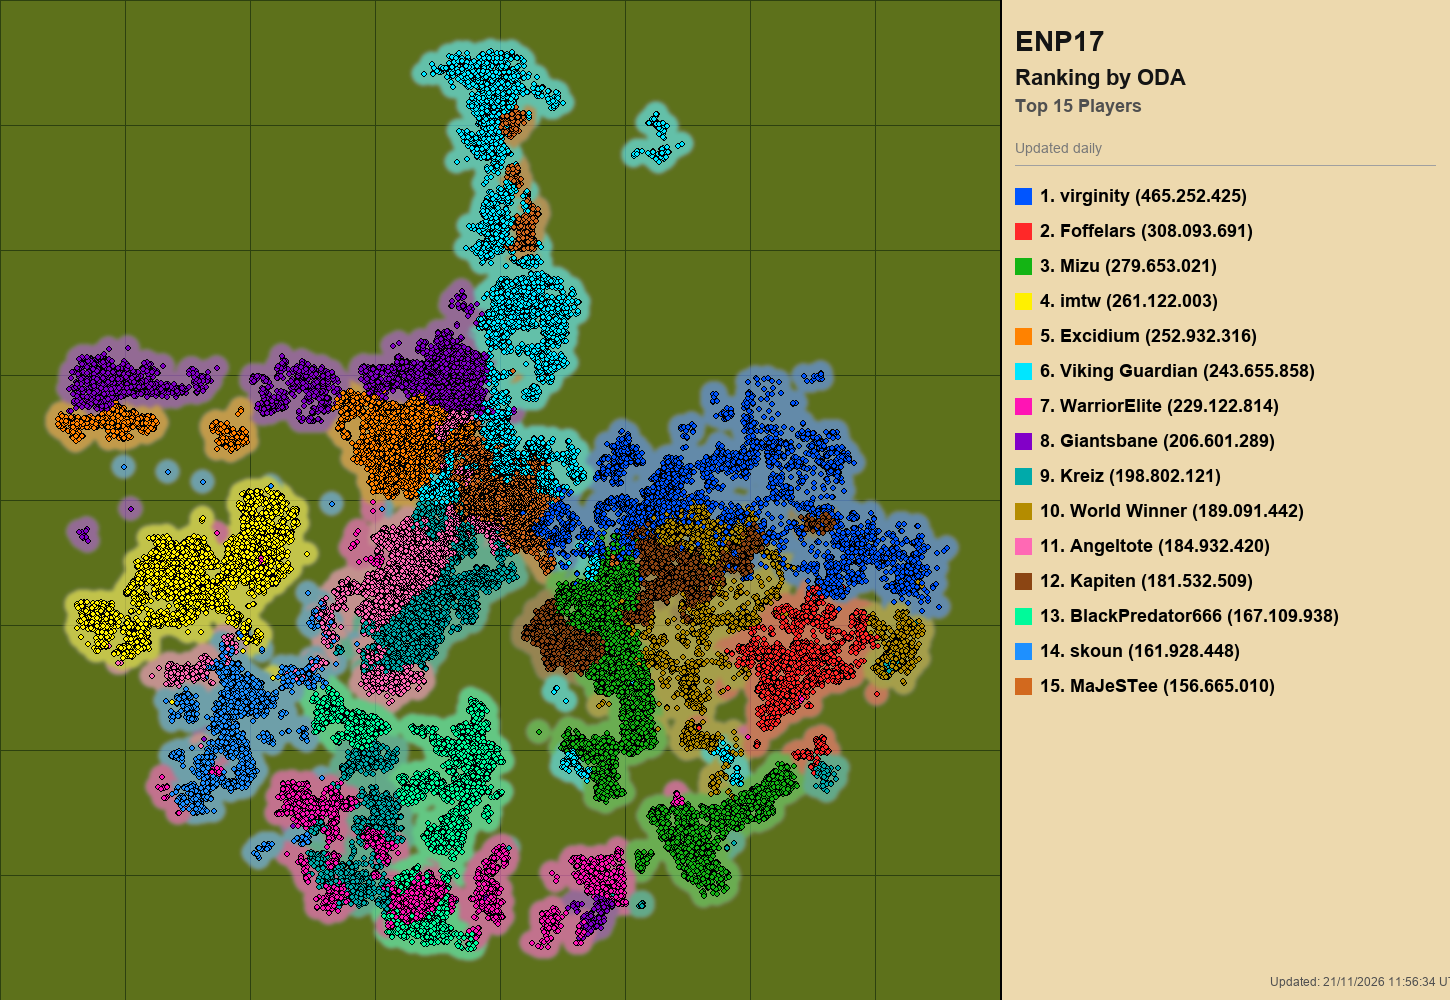 ENP17
Ranking by ODA
Top 15 Players
Updated daily
1. virginity (465.252.425)
2. Foffelars (308.093.691)
3. Mizu (279.653.021)
4. imtw (261.122.003)
5. Excidium (252.932.316)
6. Viking Guardian (243.655.858)
7. WarriorElite (229.122.814)
8. Giantsbane (206.601.289)
9. Kreiz (198.802.121)
10. World Winner (189.091.442)
11. Angeltote (184.932.420)
12. Kapiten (181.532.509)
13. BlackPredator666 (167.109.938)
14. skoun (161.928.448)
15. MaJeSTee (156.665.010)
Updated: 21/11/2026 11:56:34